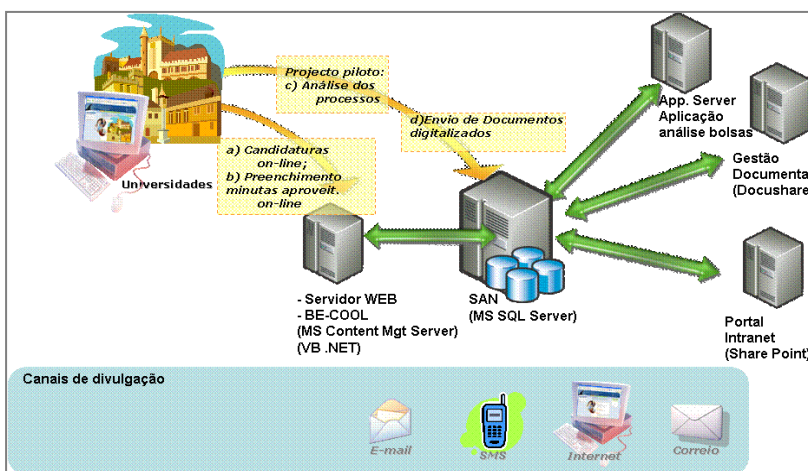 Projecto piloto:
c) Análise dos
processos
d)Envio de Documentos
digitalizados
a) Candidaturas
on-line;
b) Preenchimento
minutas aproveit.
on-line
Universidades
App. Server
Aplicação
análise bolsas
Gestão
Documenta
(Docushare
- Servidor WEB
- BE-COOL
(MS Content Mgt Server)
(VB .NET)
SAN
(MS SQL Server)
Portal
Intranet
(Share Point)
Canais de divulgação
E-mail
SMS
Internet
Correio